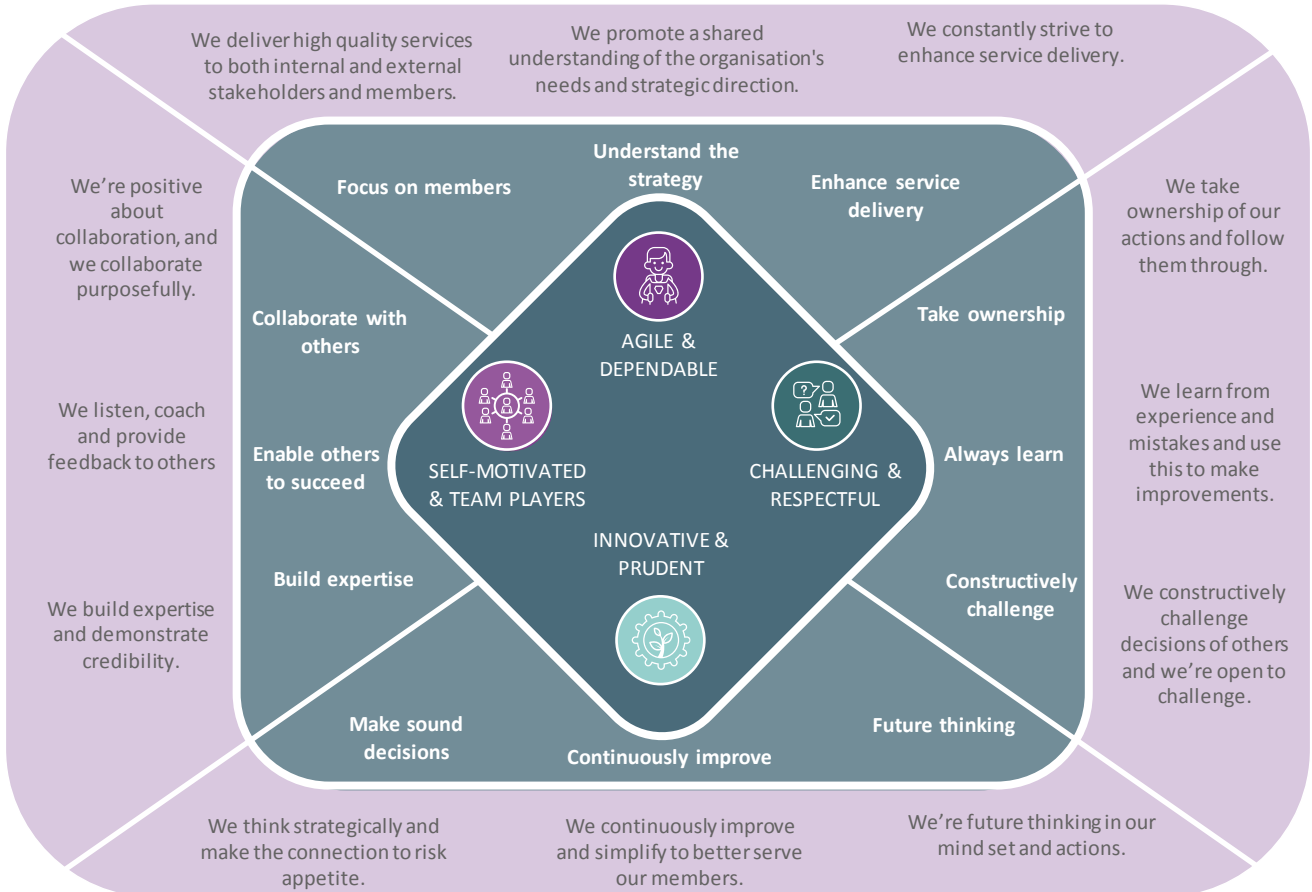 We deliver high quality services
to both internal and external
stakeholders and members.
We promote a shared
understanding of the organisation's
needs and strategic direction.
We constantly strive to
enhance service delivery.
Focus on members
Understand the
strategy
Enhance service
delivery
We're positive
about
collaboration, and
we collaborate
purposefully.
We listen, coach
and provide
feedback to others
We build expertise
and demonstrate
credibility.
Collaborate with
others
Enable others
to succeed
Build expertise
AGILE &
DEPENDABLE
SELF-MOTIVATED
& TEAM PLAYERS
?
CHALLENGING &
RESPECTFUL
INNOVATIVE &
PRUDENT
Take ownership
Always learn
Constructively
challenge
We take
ownership of our
actions and follow
them through.
We learn from
experience and
mistakes and use
this to make
improvements.
We constructively
challenge
decisions of others
and we're open to
challenge.
Make sound
decisions
Continuously improve
Future thinking
We think strategically and
make the connection to risk
appetite.
We continuously improve
and simplify to better serve
our members.
We're future thinking in our
mind set and actions.